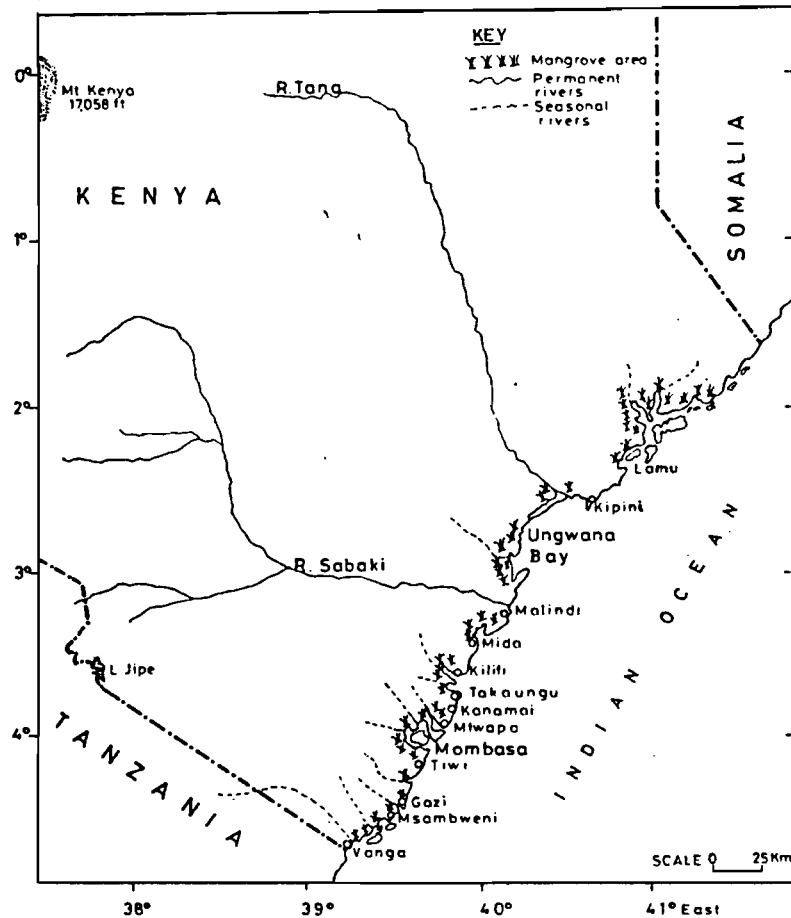 KEY
Mangrove area
Permanent
rivers
Seasonal
rivers
0°
Mt Kenya
17,058 ft
R. Tana
KENYA
SOMALIA
1°
2°
Lamu
Kipini
Ungwana
Bay
3°
R. Sabaki
Malindi
Mida
L. Jipe
Kilifi
Takaungu
Kanamai
Mtwapa
4°
Mombasa
Tiwi
TANZANIA
INDIAN OCEAN
Gazi
Msambweni
Vanga
SCALE 0 25Km
38° 39° 40° 41° East